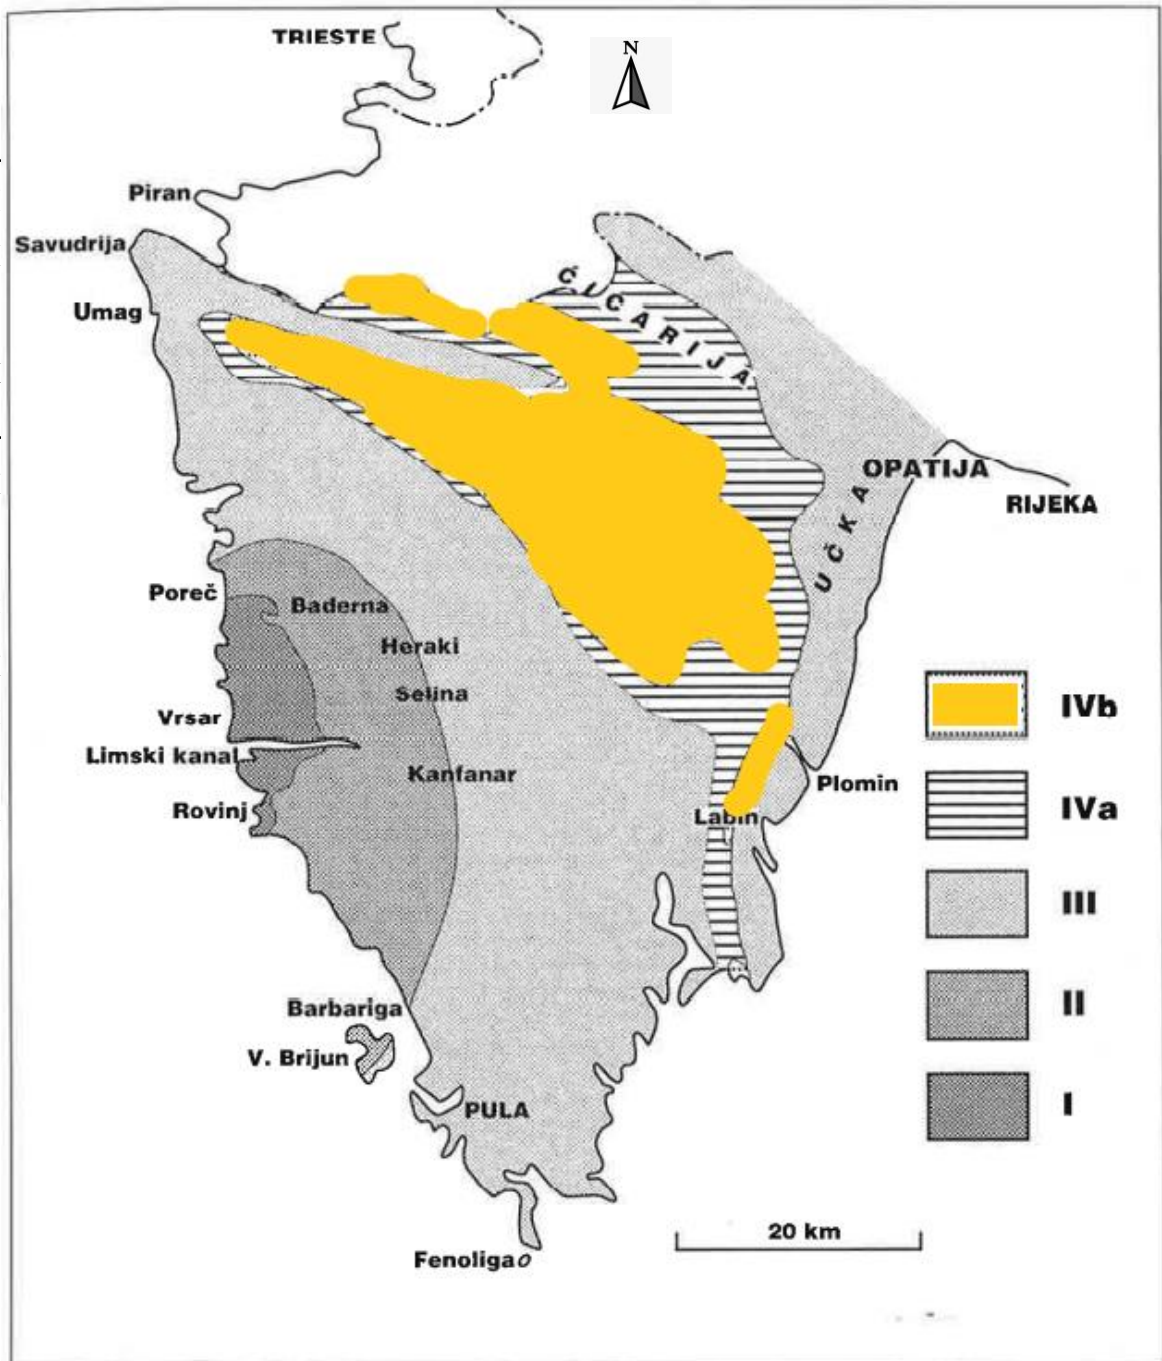 TRIESTE
N
Piran
Savudrija
Umag
ĆIĆARIJA
OPATIJA
RIJEKA
UČKA
Poreč
Baderna
Heraki
Selina
Vrsar
Limski kanal
Kanfanar
Rovinj
Plomin
Labin
Barbariga
V. Brijun
PULA
Fenoliga
IVb
IVa
III
II
I
20 km